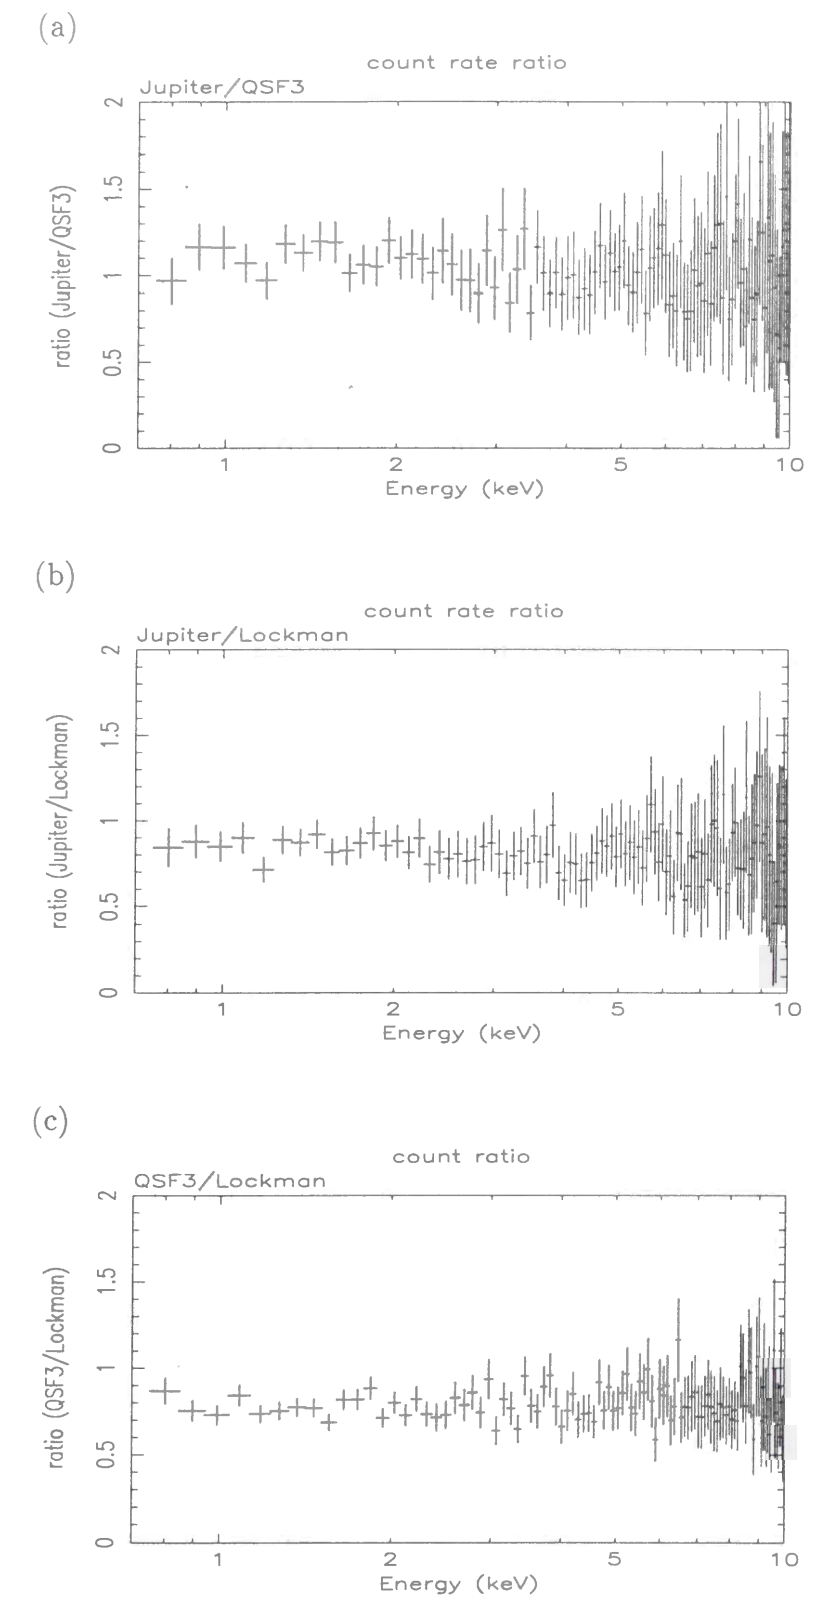 (a)
count rate ratio
Jupiter/QSF3
ratio (Jupiter/QSF3)
2
1.5
1
0.5
0
1 2 5 10
Energy (keV)
(b)
count rate ratio
Jupiter/Lockman
ratio (Jupiter/Lockman)
2
1.5
1
0.5
0
1 2 5 10
Energy (keV)
(c)
count ratio
QSF3/Lockman
ratio (QSF3/Lockman)
2
1.5
1
0.5
0
1 2 5 10
Energy (keV)